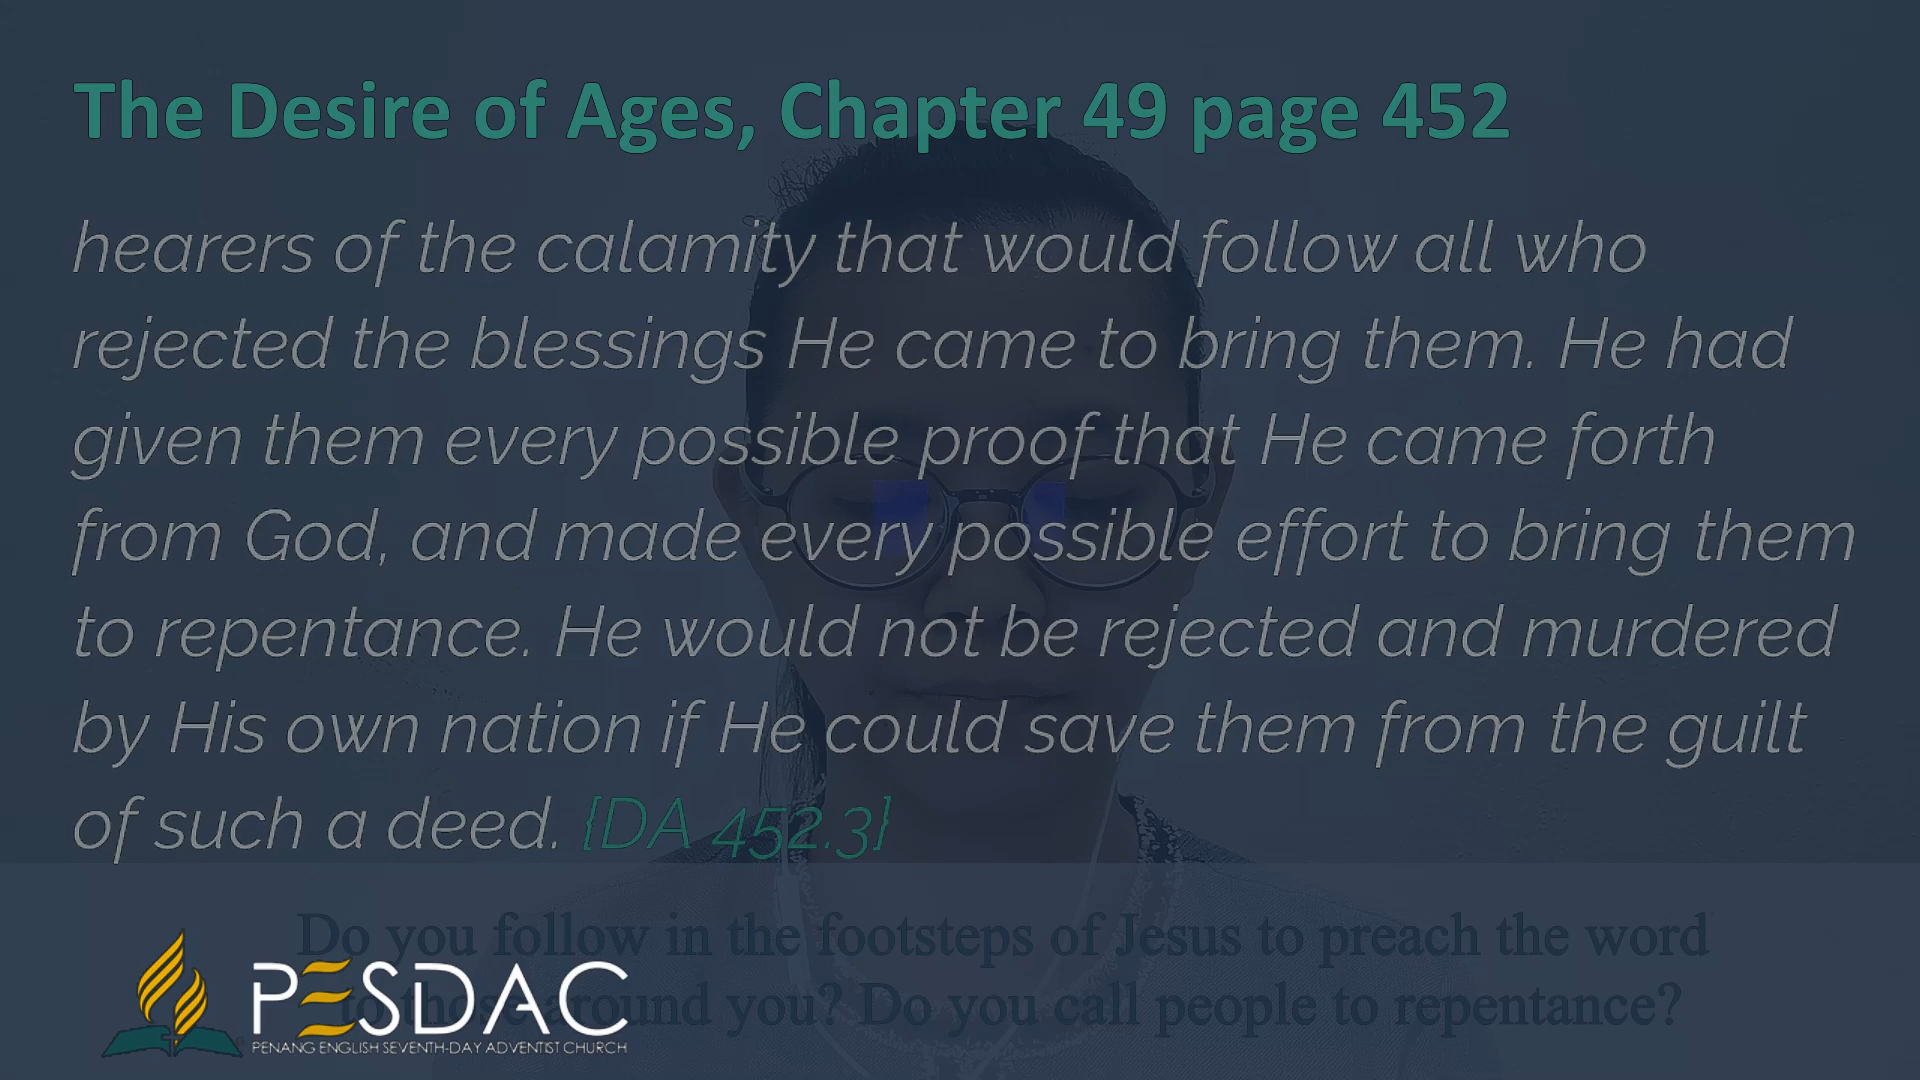 The Desire of Ages, Chapter 49 page 452
hearers of the calamity that would follow all who
rejected the blessings He came to bring them. He had
given them every possible proof that He came forth
from God, and made every possible effort to bring them
to repentance. He would not be rejected and murdered
by His own nation if He could save them from the guilt
of such a deed. {DA 452.3}
Do you follow in the footsteps of Jesus to preach the word
to those around you? Do you call people to repentance?
PESDAC
PENANG ENGLISH SEVENTH-DAY ADVENTIST CHURCH